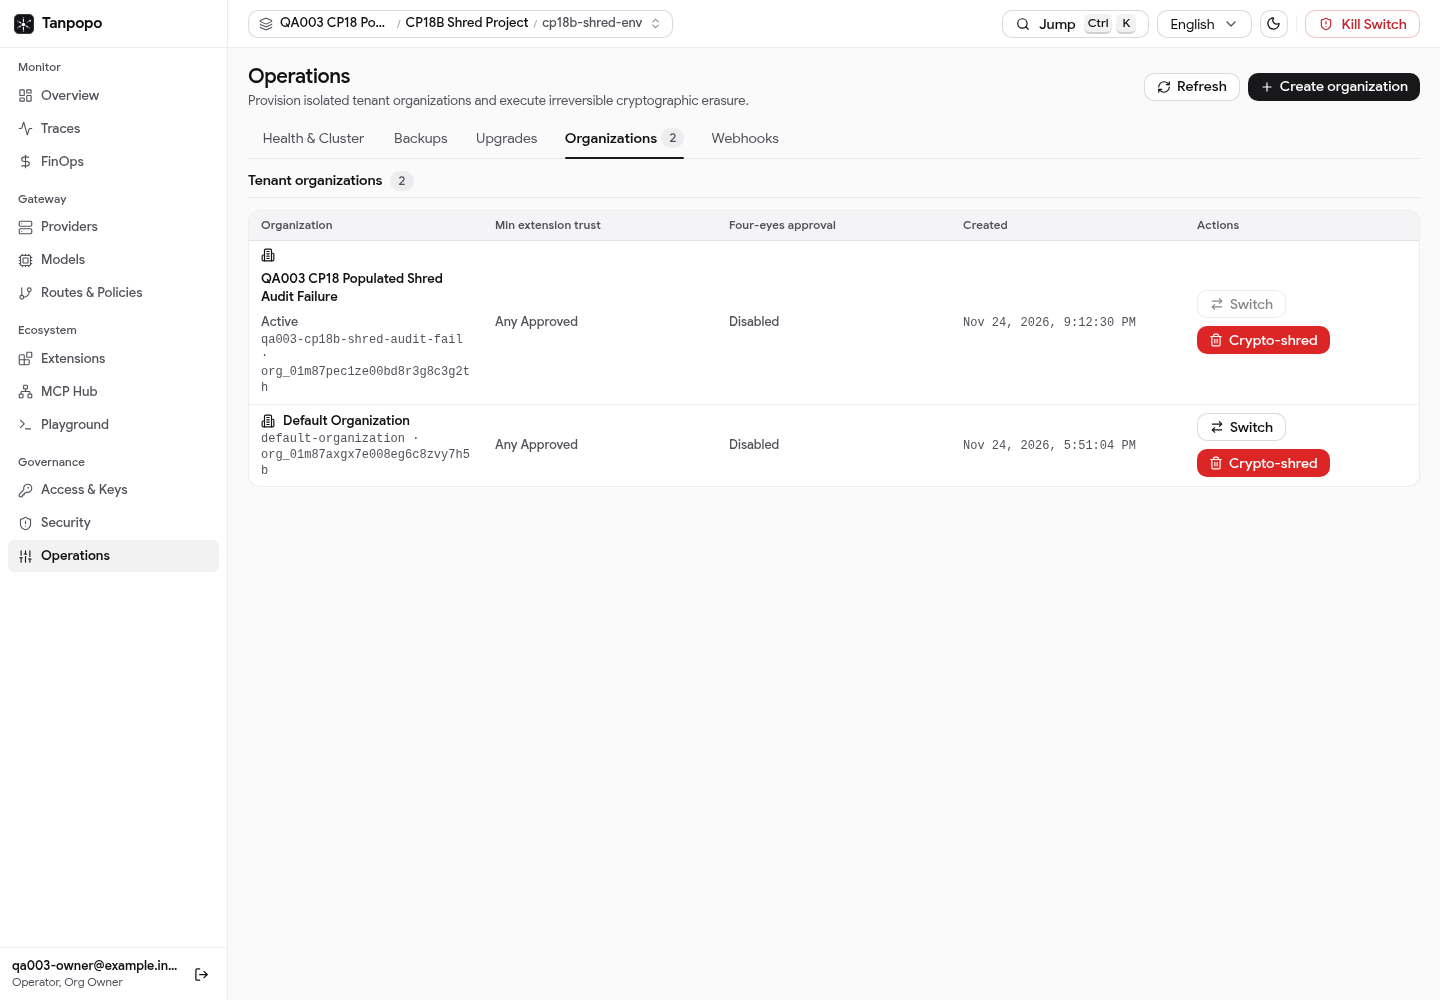 Tanpopo
QA003 CP18 Po... / CP18B Shred Project / cp18b-shred-env
Jump Ctrl K
English
Kill Switch
Monitor
Overview
Traces
FinOps
Gateway
Providers
Models
Routes & Policies
Ecosystem
Extensions
MCP Hub
Playground
Governance
Access & Keys
Security
Operations
qa003-owner@example.in...
Operator, Org Owner
Operations
Provision isolated tenant organizations and execute irreversible cryptographic erasure.
Refresh
Create organization
Health & Cluster Backups Upgrades Organizations 2 Webhooks
Tenant organizations 2
Organization Min extension trust Four-eyes approval Created Actions
QA003 CP18 Populated Shred
Audit Failure
Active
qa003-cp18b-shred-audit-fail
·
org_01m87pec1ze00bd8r3g8c3g2t
h
Any Approved
Disabled
Nov 24, 2026, 9:12:30 PM
Switch
Crypto-shred
Default Organization
default-organization ·
org_01m87axgx7e008eg6c8zvy7h5
b
Any Approved
Disabled
Nov 24, 2026, 5:51:04 PM
Switch
Crypto-shred